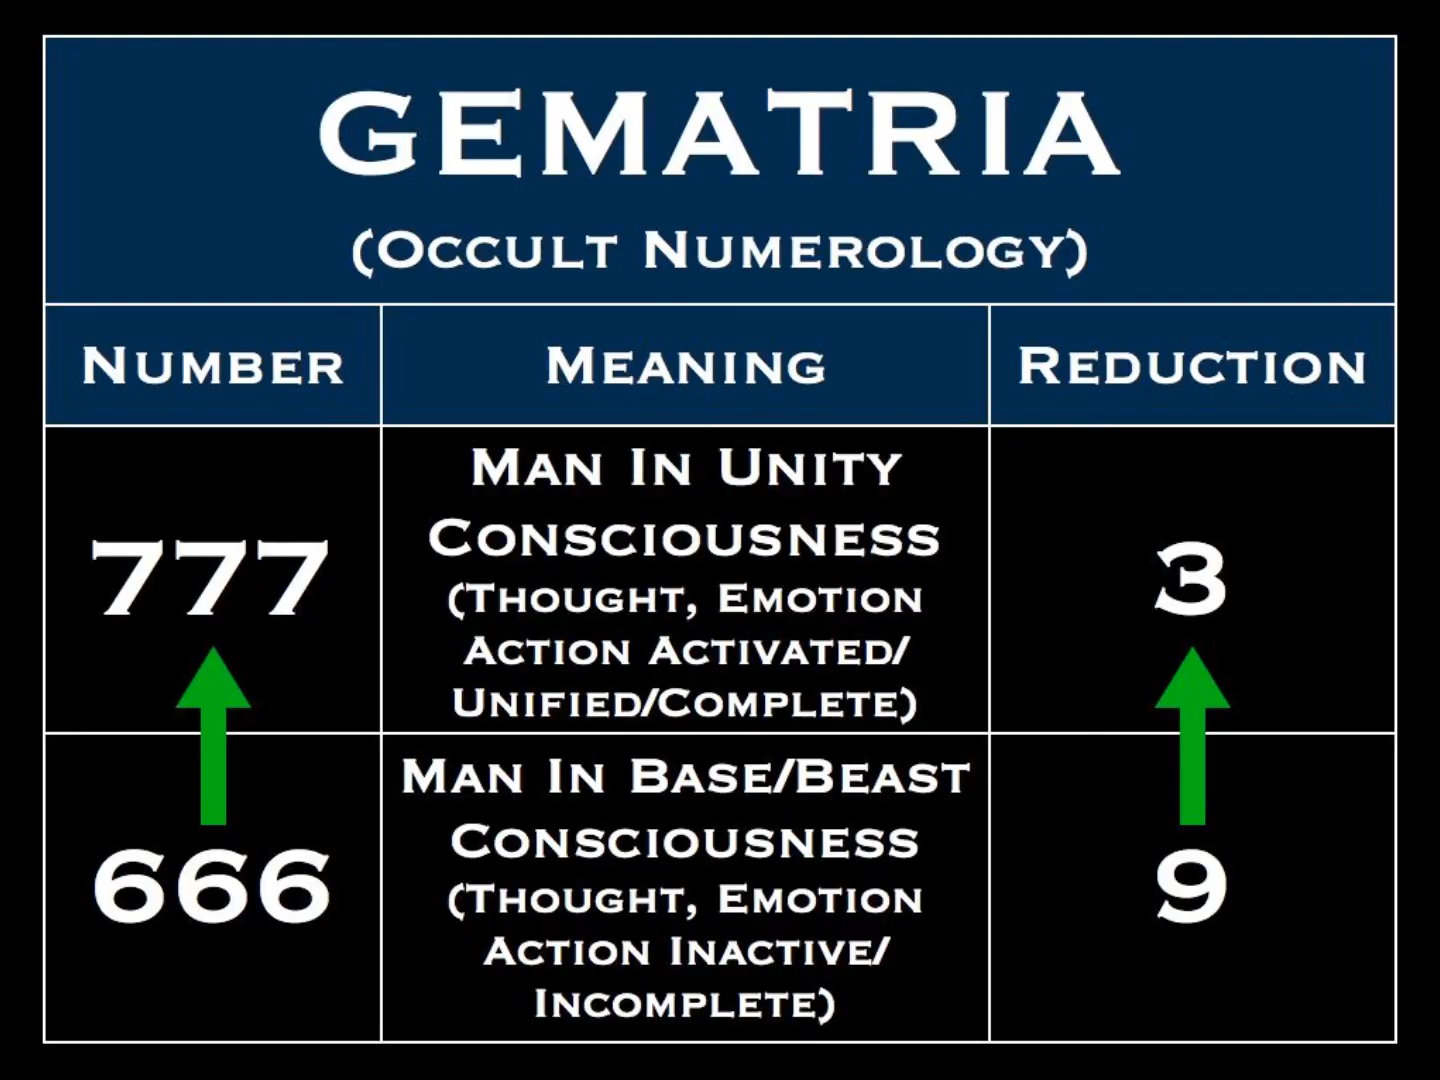 GEMATRIA
(OCCULT NUMEROLOGY)
NUMBER
MEANING
REDUCTION
777
MAN IN UNITY
CONSCIOUSNESS
(THOUGHT, EMOTION
ACTION ACTIVATED/
UNIFIED/COMPLETE)
3
666
MAN IN BASE/BEAST
CONSCIOUSNESS
(THOUGHT, EMOTION
ACTION INACTIVE/
INCOMPLETE)
9